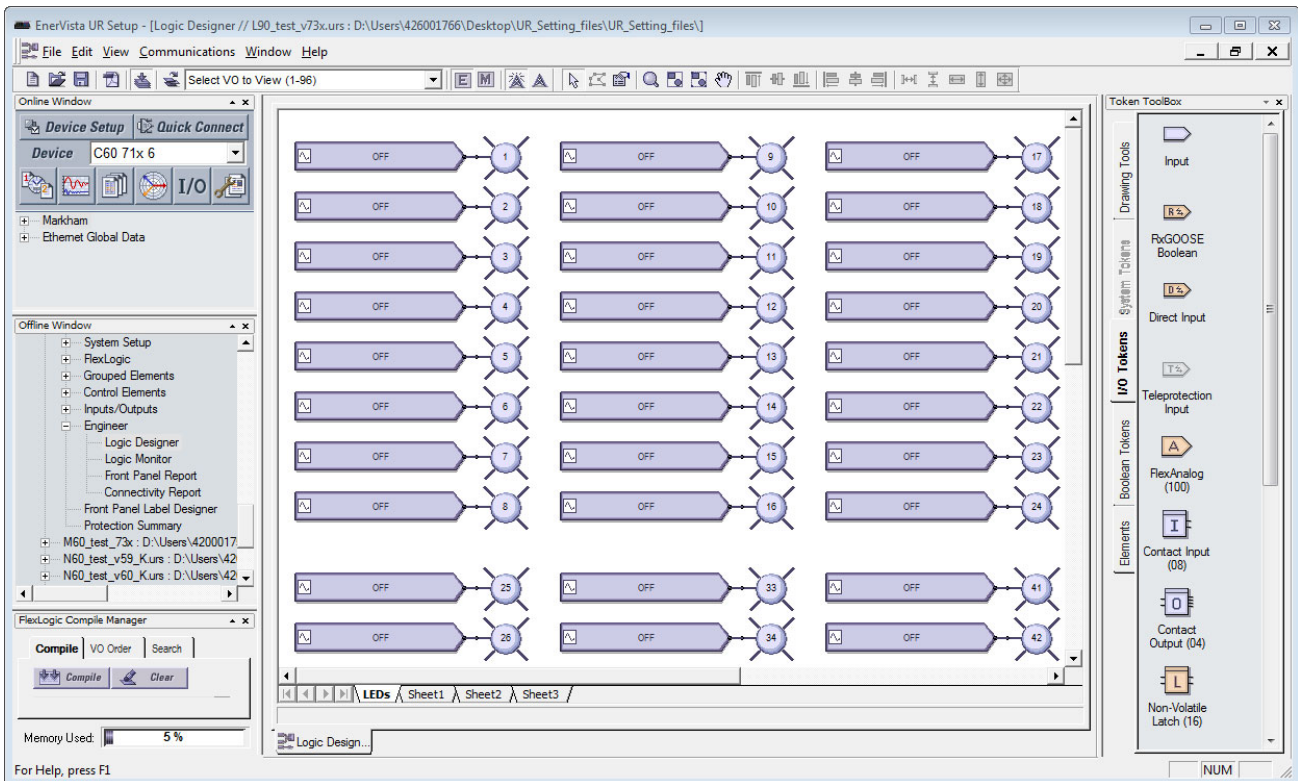 EnerVista UR Setup - [Logic Designer // L90_test_v73x.urs : D:\Users\426001766\Desktop\UR_Setting_files\UR_Setting_files\]
File Edit View Communications Window Help
Select VO to View (1-96)
E M
Online Window
Device Setup Quick Connect
Device C60 71x 6
I/O
Markham
Ethernet Global Data
Offline Window
System Setup
FlexLogic
Grouped Elements
Control Elements
Inputs/Outputs
Engineer
Logic Designer
Logic Monitor
Front Panel Report
Connectivity Report
Front Panel Label Designer
Protection Summary
M60_test_73x : D:\Users\4200017
N60_test_v59_K.urs : D:\Users\42
N60_test_v60_K.urs : D:\Users\42
FlexLogic Compile Manager
Compile VO Order Search
Compile Clear
Memory Used: 5 %
OFF 1 OFF 9 OFF 17
OFF 2 OFF 10 OFF 18
OFF 3 OFF 11 OFF 19
OFF 4 OFF 12 OFF 20
OFF 5 OFF 13 OFF 21
OFF 6 OFF 14 OFF 22
OFF 7 OFF 15 OFF 23
OFF 8 OFF 16 OFF 24
OFF 25 OFF 33 OFF 41
OFF 26 OFF 34 OFF 42
LEDs Sheet1 Sheet2 Sheet3
Logic Design...
Token ToolBox
Drawing Tools
System Tokens
I/O Tokens
Boolean Tokens
Elements
Input
R
RxGOOSE
Boolean
D
Direct Input
T
Teleprotection
Input
A
FlexAnalog
(100)
I
Contact Input
(08)
O
Contact
Output (04)
L
Non-Volatile
Latch (16)
For Help, press F1
NUM